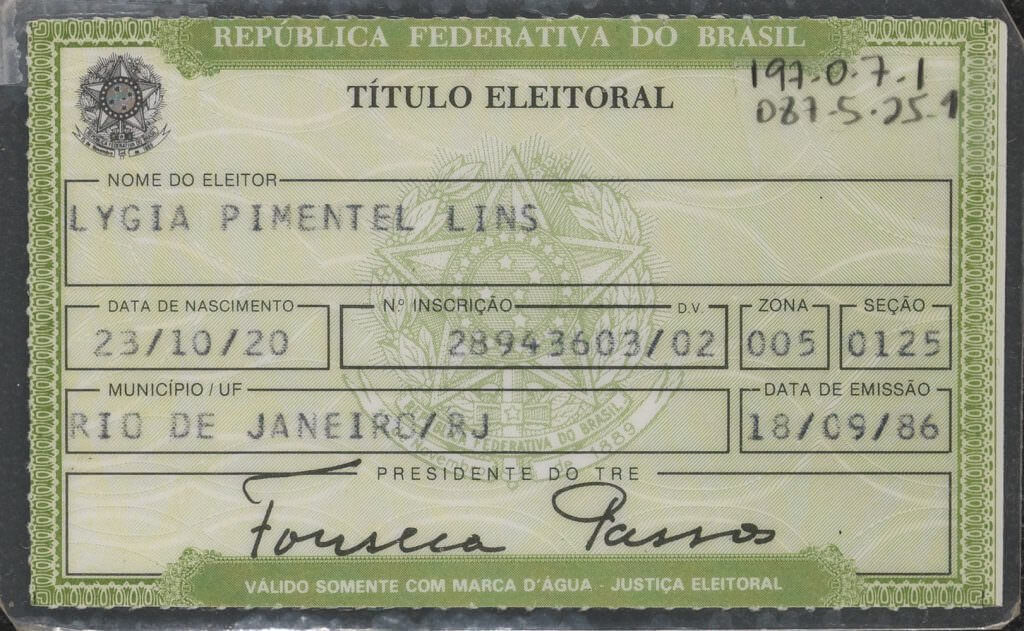 REPÚBLICA FEDERATIVA DO BRASIL
197-0-7-1
TÍTULO ELEITORAL
087-5-25-1
NOME DO ELEITOR
LYGIA PIMENTEL LINS
DATA DE NASCIMENTO Nº INSCRIÇÃO D.V. ZONA SEÇÃO
23/10/20 28943603/02 005 0125
MUNICÍPIO / UF DATA DE EMISSÃO
RIO DE JANEIRO/RJ 18/09/86
PRESIDENTE DO TRE
Fonseca Passos
VÁLIDO SOMENTE COM MARCA D'ÁGUA - JUSTIÇA ELEITORAL